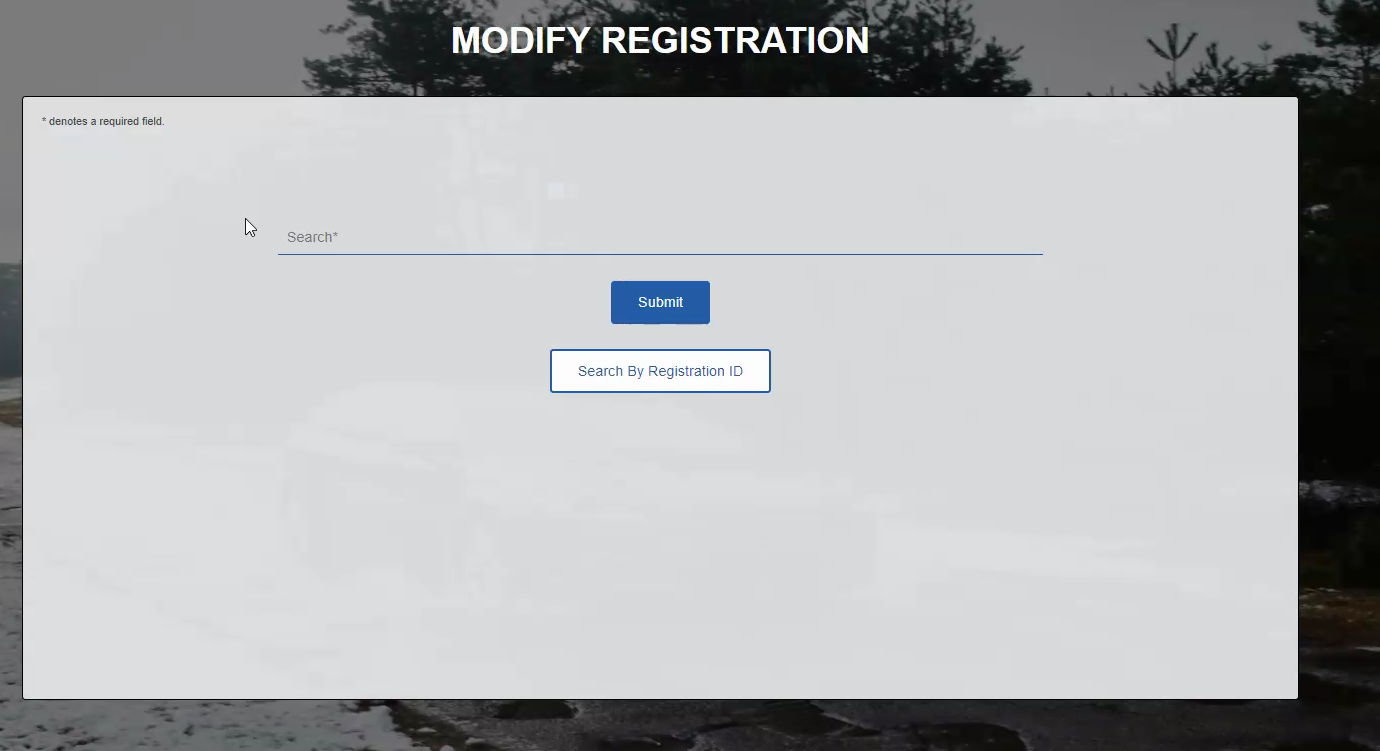 MODIFY REGISTRATION
* denotes a required field.
Search*
Submit
Search By Registration ID